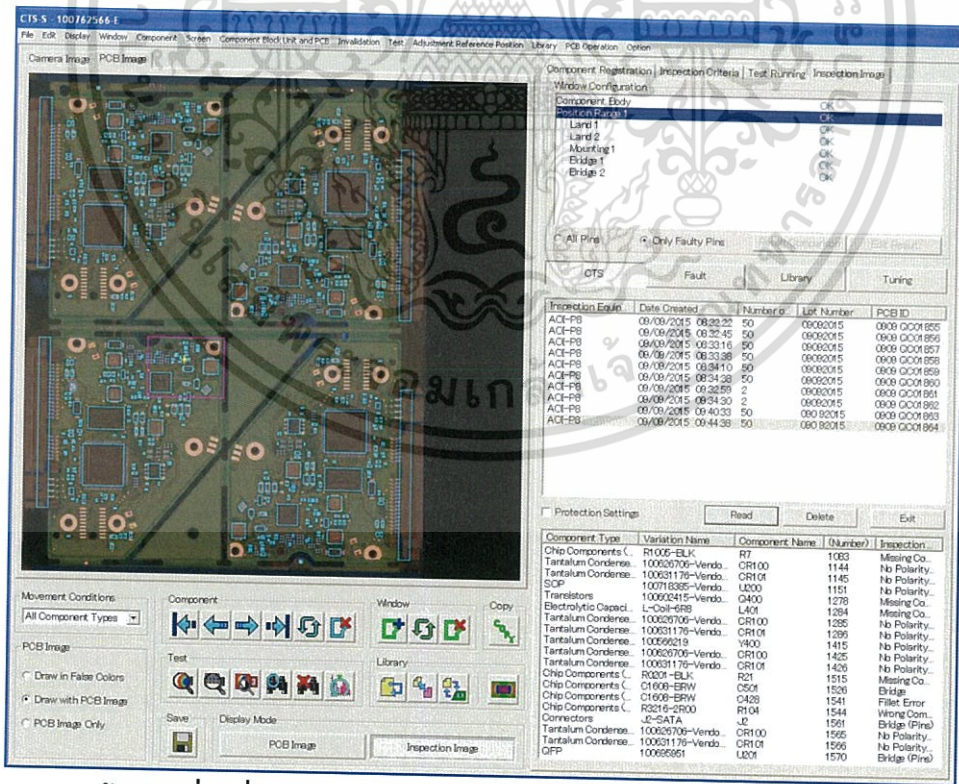 CTS-S - 100762566-E
File Edit Display Window Component Screen Component Block Unit and PCB Invalidation Test Adjustment Reference Position Library PCB Operation Option
Camera Image PCB Image
Component Registration Inspection Criteria Test Running Inspection Image
Window Configuration
Component Body OK
Position Range 1 OK
Land 1 OK
Land 2 OK
Mounting1 OK
Bridge 1 OK
Bridge 2 OK
All Pins Only Faulty Pins
CTS Fault Library Tuning
Inspection Equip... Date Created Number o... Lot Number PCB ID
AOI-P8 09/09/2015 08:32:22 50 09092015 0909 QC01855
AOI-P8 09/09/2015 08:32:45 50 09092015 0909 QC01856
AOI-P8 09/09/2015 08:33:16 50 09092015 0909 QC01857
AOI-P8 09/09/2015 08:33:38 50 09092015 0909 QC01858
AOI-P8 09/09/2015 08:34:10 50 09092015 0909 QC01859
AOI-P8 09/09/2015 08:34:38 50 09092015 0909 QC01860
AOI-P8 09/09/2015 09:32:59 2 09092015 0909 QC01861
AOI-P8 09/09/2015 09:34:30 2 09092015 0909 QC01862
AOI-P8 09/09/2015 09:40:33 50 090 92015 0909 QC01863
AOI-P8 09/09/2015 09:44:38 50 090 92015 0909 QC01864
Protection Settings Read Delete Exit
Component Type Variation Name Component Name (Number) Inspection...
Chip Components (... R1005-BLK R7 1083 Missing Co...
Tantalum Condense... 100626706-Vendo... CR100 1144 No Polarity...
Tantalum Condense... 100631176-Vendo... CR101 1145 No Polarity...
SOP 100718365-Vendo... U200 1151 No Polarity...
Transistors 100602415-Vendo... Q400 1278 Missing Co...
Electrolytic Capaci... L-Coil-6R8 L401 1284 Missing Co...
Tantalum Condense... 100626706-Vendo... CR100 1285 No Polarity...
Tantalum Condense... 100631176-Vendo... CR101 1286 No Polarity...
Tantalum Condense... 100566219 Y400 1415 No Polarity...
Tantalum Condense... 100626706-Vendo... CR100 1425 No Polarity...
Tantalum Condense... 100631176-Vendo... CR101 1426 No Polarity...
Chip Components (... R0201-BLK R21 1515 Missing Co...
Chip Components (... C1608-BRW C501 1526 Bridge
Chip Components (... C1608-BRW C428 1541 Fillet Error
Chip Components (... R3216-2R00 R104 1544 Wrong Com...
Connectors J2-SATA J2 1561 Bridge (Pins)
Tantalum Condense... 100626706-Vendo... CR100 1565 No Polarity...
Tantalum Condense... 100631176-Vendo... CR101 1566 No Polarity...
QFP 100695951 U201 1570 Bridge (Pins)
Movement Conditions
All Component Types
Component Window Copy
COPY
PCB Image
Draw in False Colors
Draw with PCB Image
PCB Image Only
Test Library
Save Display Mode
PCB Image Inspection Image